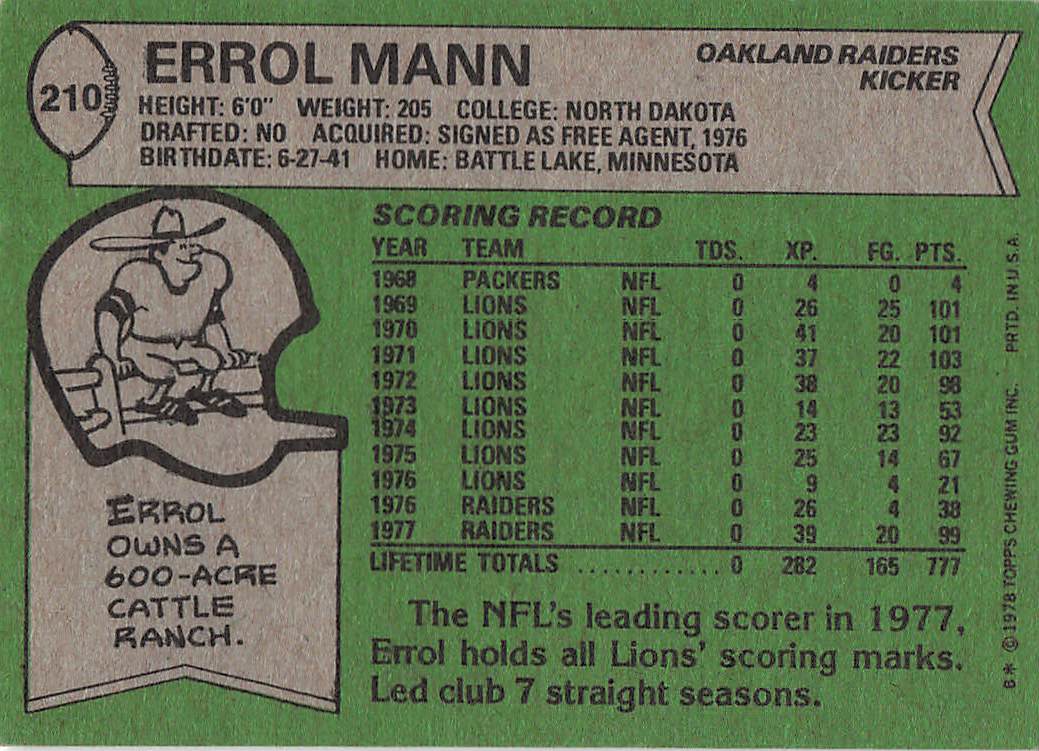 210
ERROL MANN
OAKLAND RAIDERS
KICKER
HEIGHT: 6'0" WEIGHT: 205 COLLEGE: NORTH DAKOTA
DRAFTED: NO ACQUIRED: SIGNED AS FREE AGENT, 1976
BIRTHDATE: 6-27-41 HOME: BATTLE LAKE, MINNESOTA
SCORING RECORD
YEAR TEAM TDS. XP. FG. PTS.
1968 PACKERS NFL 0 4 0 4
1969 LIONS NFL 0 26 25 101
1970 LIONS NFL 0 41 20 101
1971 LIONS NFL 0 37 22 103
1972 LIONS NFL 0 38 20 98
1973 LIONS NFL 0 14 13 53
1974 LIONS NFL 0 23 23 92
1975 LIONS NFL 0 25 14 67
1976 LIONS NFL 0 9 4 21
1976 RAIDERS NFL 0 26 4 38
1977 RAIDERS NFL 0 39 20 99
LIFETIME TOTALS ............ 0 282 165 777
ERROL
OWNS A
600-ACRE
CATTLE
RANCH.
The NFL's leading scorer in 1977,
Errol holds all Lions' scoring marks.
Led club 7 straight seasons.
B* © 1978 TOPPS CHEWING GUM INC. PRTD. IN U.S.A.